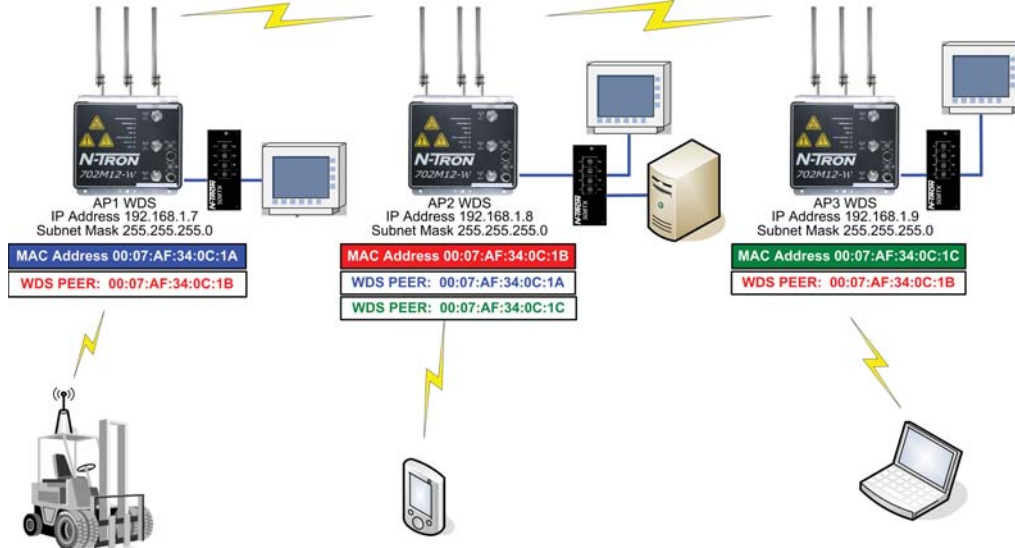 N-TRON
702M12-W
AP1 WDS
IP Address 192.168.1.7
Subnet Mask 255.255.255.0
MAC Address 00:07:AF:34:0C:1A
WDS PEER: 00:07:AF:34:0C:1B
N-TRON
702M12-W
N-TRON
508TX
AP2 WDS
IP Address 192.168.1.8
Subnet Mask 255.255.255.0
MAC Address 00:07:AF:34:0C:1B
WDS PEER: 00:07:AF:34:0C:1A
WDS PEER: 00:07:AF:34:0C:1C
N-TRON
702M12-W
N-TRON
508TX
AP3 WDS
IP Address 192.168.1.9
Subnet Mask 255.255.255.0
MAC Address 00:07:AF:34:0C:1C
WDS PEER: 00:07:AF:34:0C:1B